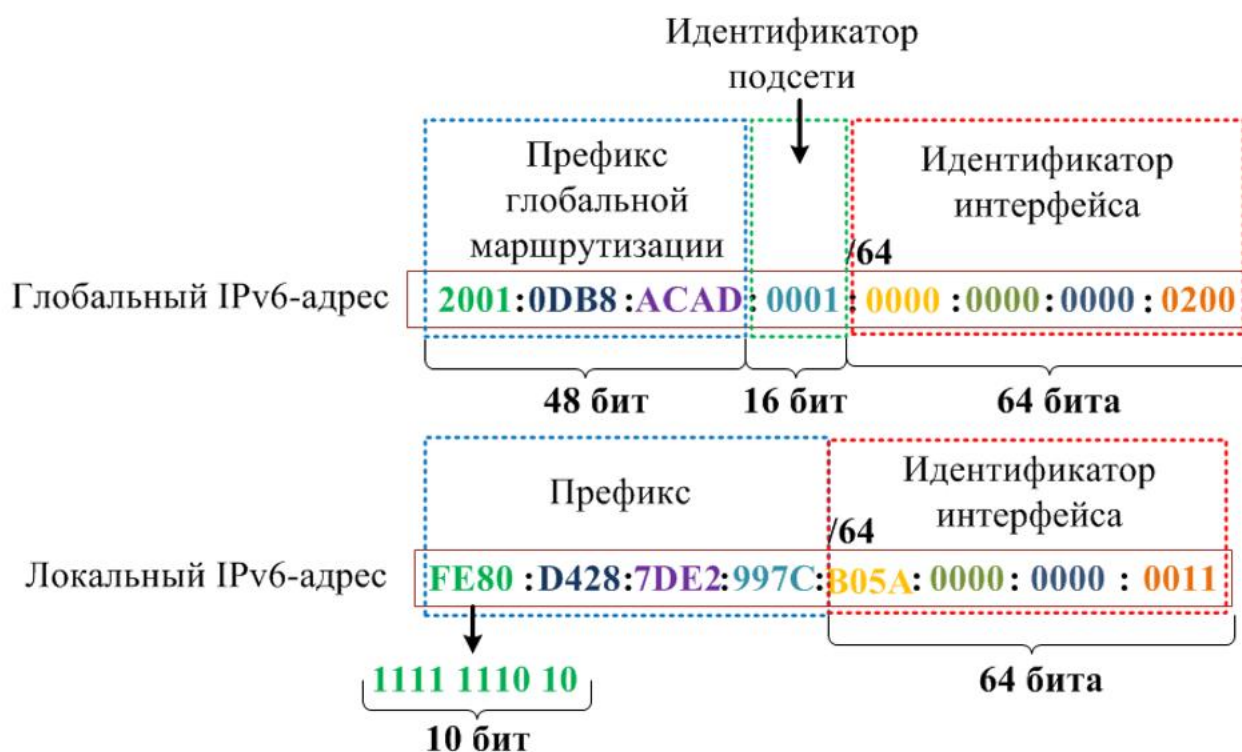 Идентификатор
подсети
Префикс
глобальной
маршрутизации
Идентификатор
интерфейса
/64
Глобальный IPv6-адрес 2001:0DB8:ACAD:0001:0000:0000:0000:0200
48 бит 16 бит 64 бита
Префикс
Идентификатор
интерфейса
/64
Локальный IPv6-адрес FE80:D428:7DE2:997C:B05A:0000:0000:0011
1111 1110 10
10 бит
64 бита